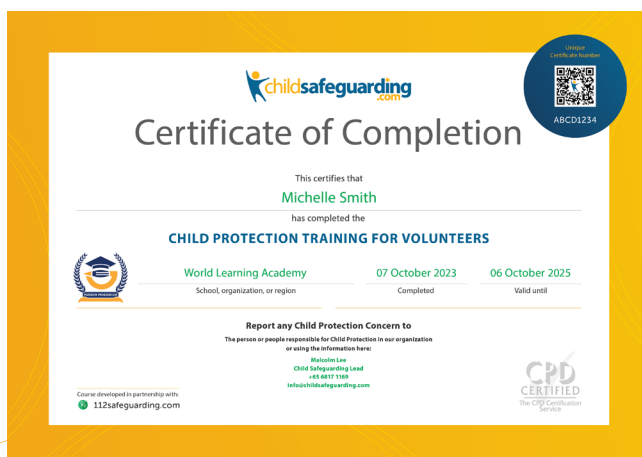 Unique
Certificate Number
ABCD1234
childsafeguarding
.com
Certificate of Completion
This certifies that
Michelle Smith
has completed the
CHILD PROTECTION TRAINING FOR VOLUNTEERS
World Learning Academy
07 October 2023
06 October 2025
School, organization, or region
Completed
Valid until
Report any Child Protection Concern to
The person or people responsible for Child Protection in our organization
or using the information here:
Malcolm Lee
Child Safeguarding Lead
+65 6817 1169
info@childsafeguarding.com
Course developed in partnership with:
112safeguarding.com
CPD
CERTIFIED
The CPD Certification
Service